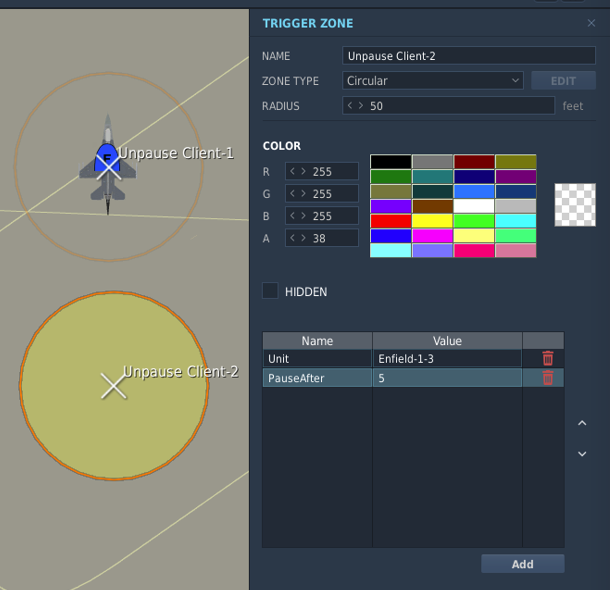 TRIGGER ZONE
NAME Unpause Client-2
ZONE TYPE Circular EDIT
RADIUS 50 feet
COLOR
R 255
G 255
B 255
A 38
HIDDEN
Name Value
Unit Enfield-1-3
PauseAfter 5
Add
Unpause Client-1
Unpause Client-2